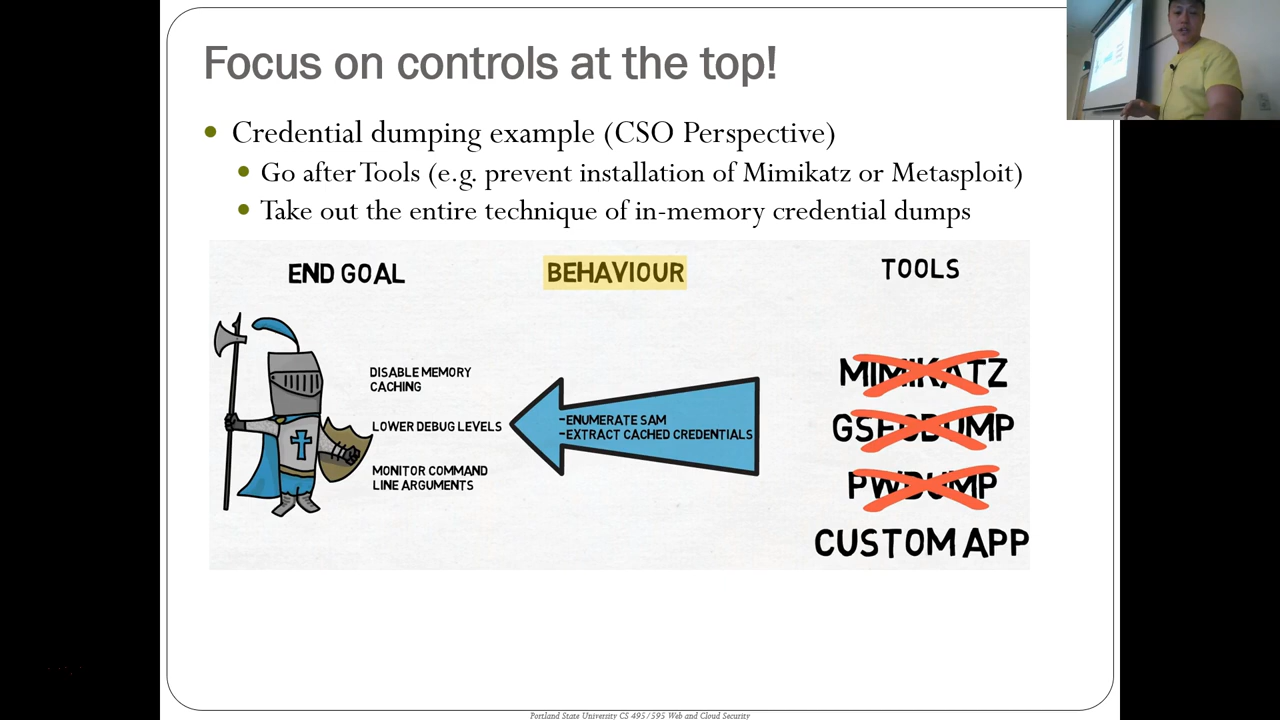 Focus on controls at the top!
Credential dumping example (CSO Perspective)
Go after Tools (e.g. prevent installation of Mimikatz or Metasploit)
Take out the entire technique of in-memory credential dumps
END GOAL
BEHAVIOUR
TOOLS
DISABLE MEMORY
CACHING
LOWER DEBUG LEVELS
MONITOR COMMAND
LINE ARGUMENTS
-ENUMERATE SAM
-EXTRACT CACHED CREDENTIALS
MIMIKATZ
GSECDUMP
PWDUMP
CUSTOM APP
Portland State University CS 495/595 Web and Cloud Security